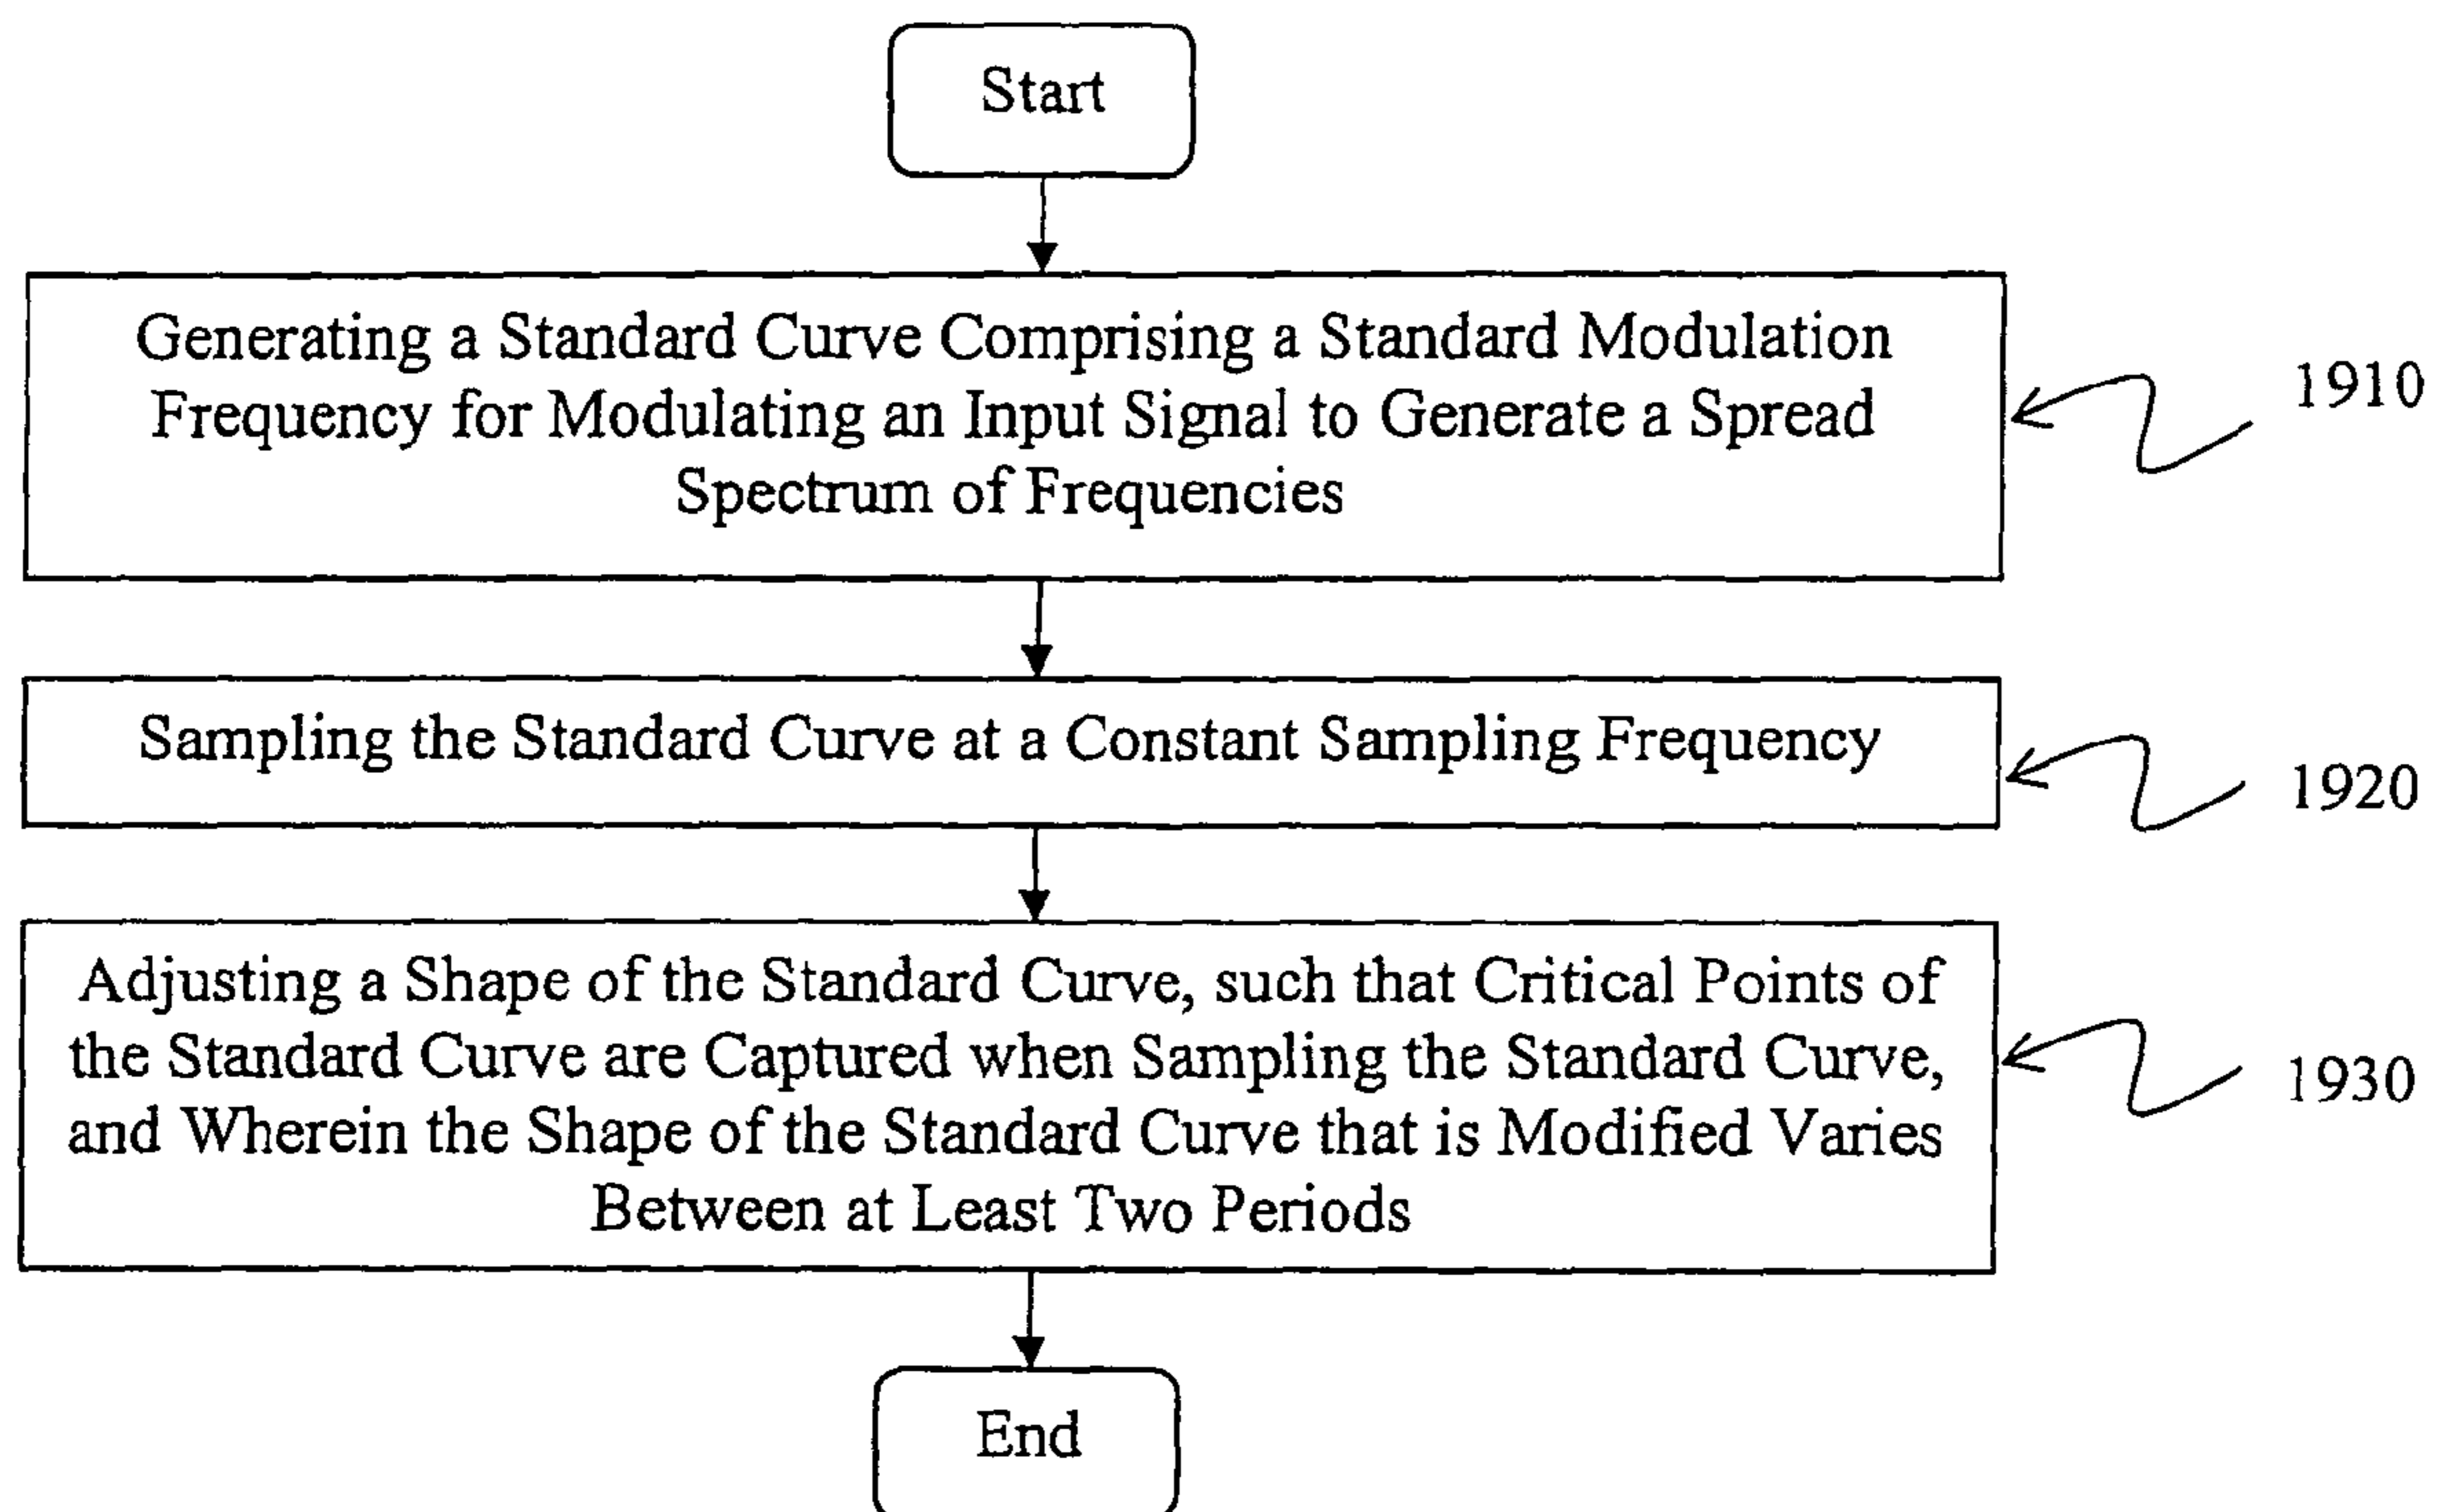 Start
Generating a Standard Curve Comprising a Standard Modulation
Frequency for Modulating an Input Signal to Generate a Spread
Spectrum of Frequencies
1910
Sampling the Standard Curve at a Constant Sampling Frequency
1920
Adjusting a Shape of the Standard Curve, such that Critical Points of
the Standard Curve are Captured when Sampling the Standard Curve,
and Wherein the Shape of the Standard Curve that is Modified Varies
Between at Least Two Periods
1930
End